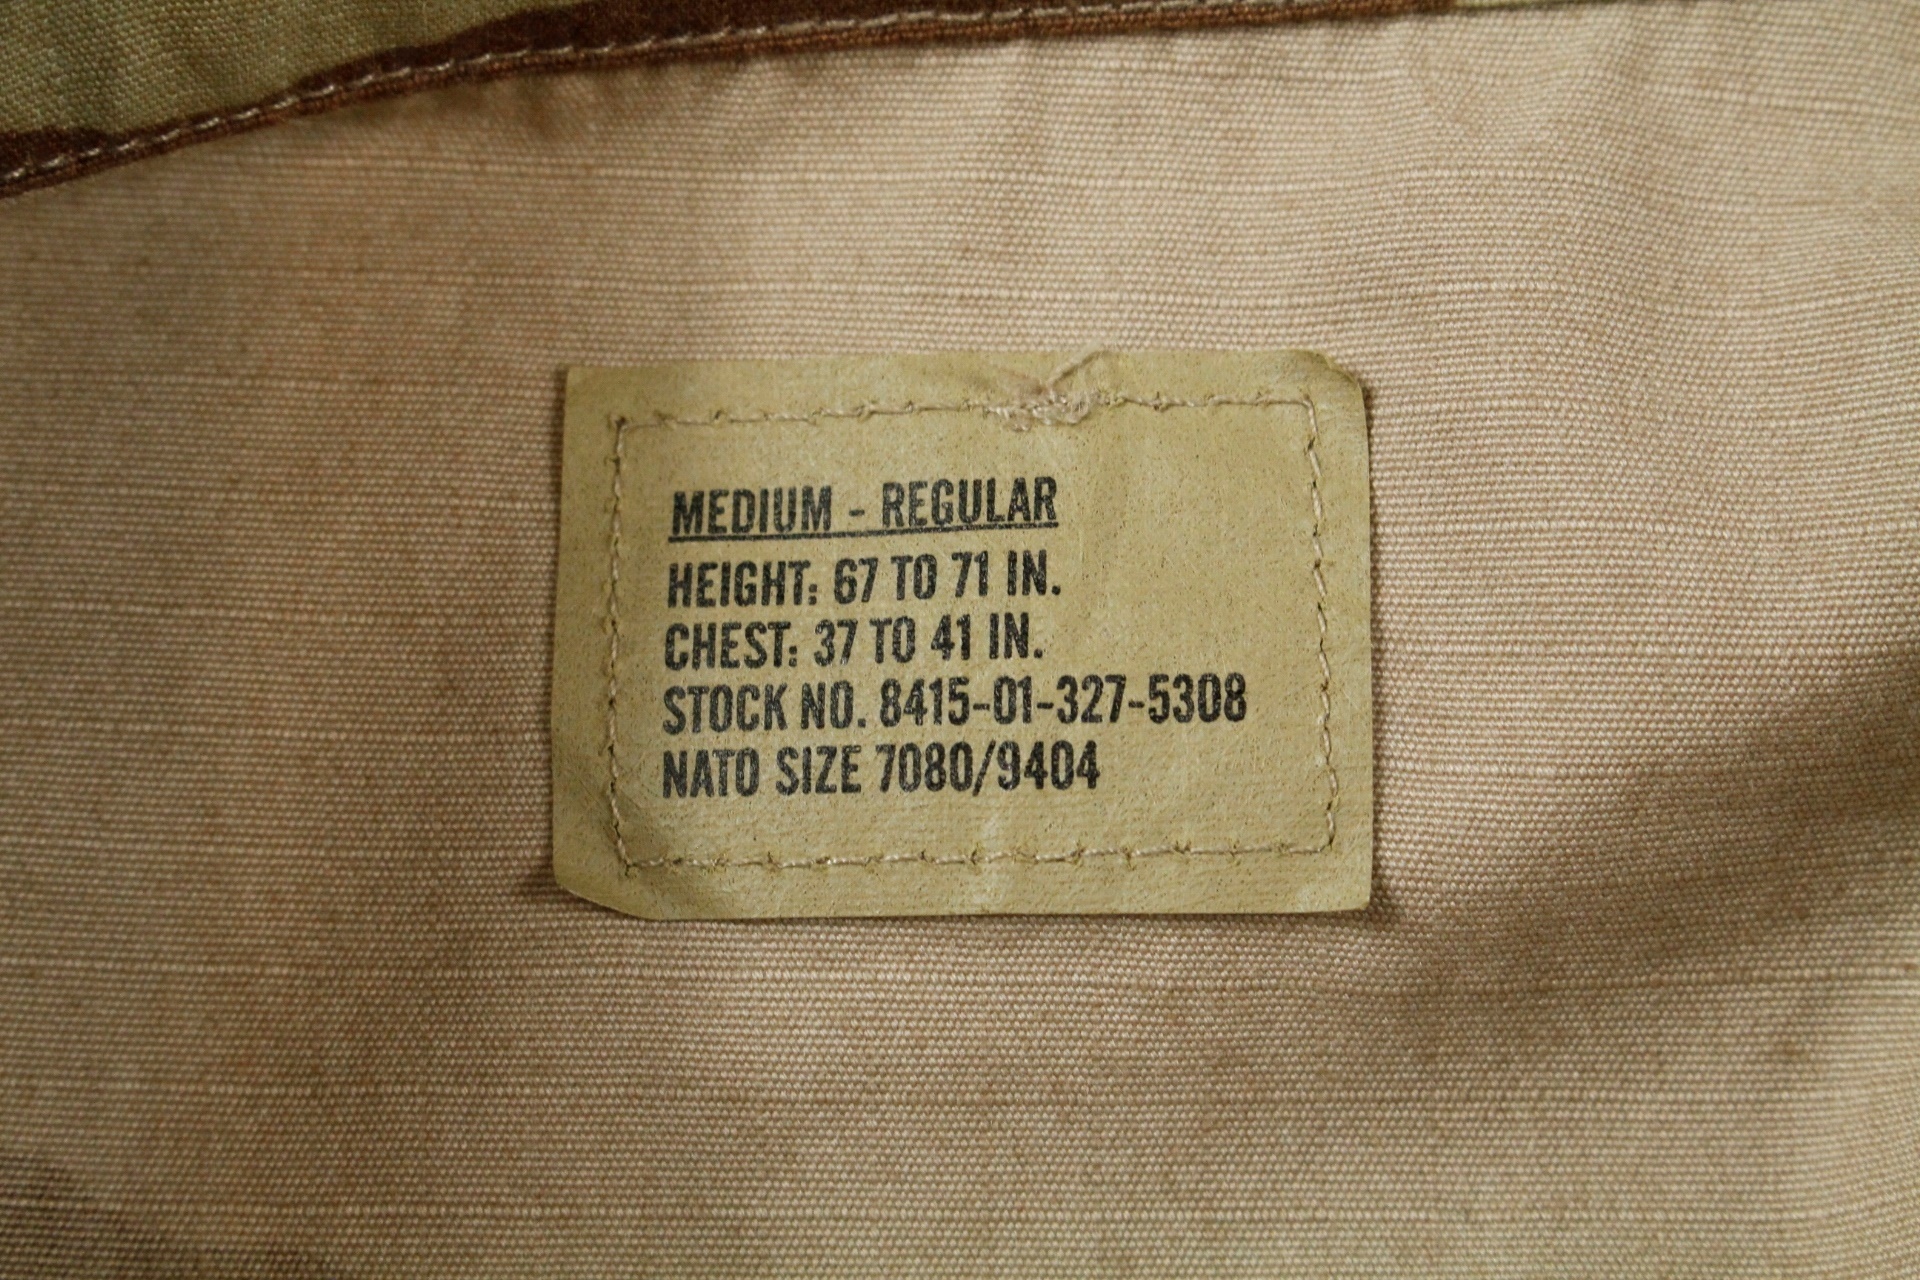 MEDIUM - REGULAR
HEIGHT: 67 TO 71 IN.
CHEST: 37 TO 41 IN.
STOCK NO. 8415-01-327-5308
NATO SIZE 7080/9404